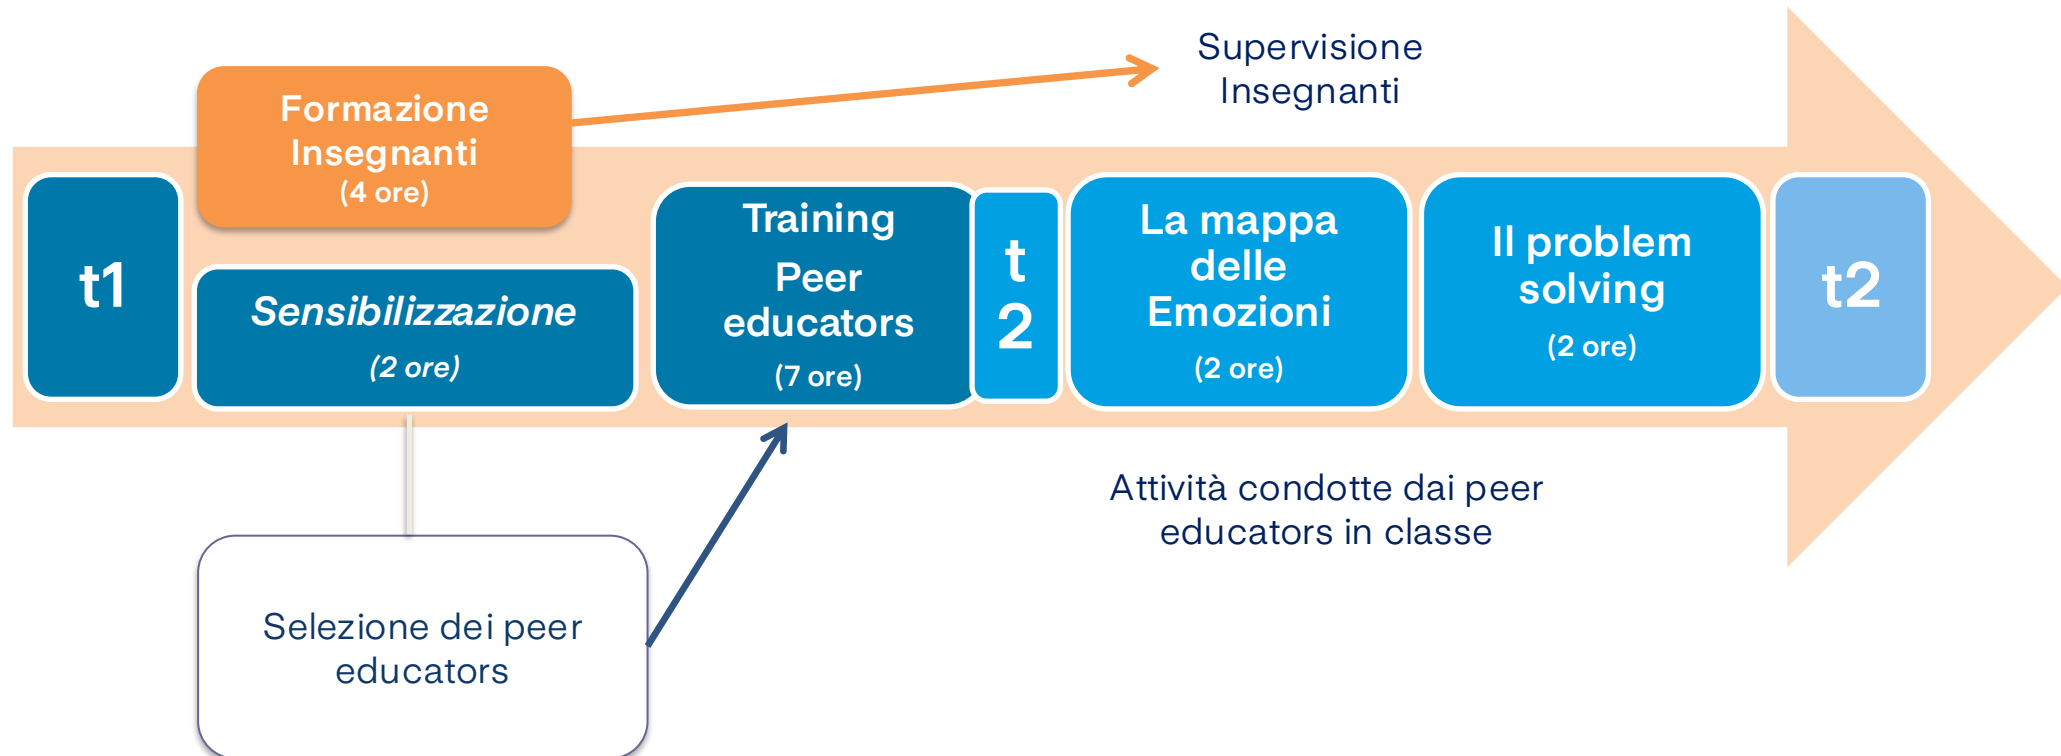 Supervisione
Insegnanti
Formazione
Insegnanti
(4 ore)
t1
Sensibilizzazione
(2 ore)
Training
Peer
educators
(7 ore)
t
2
La mappa
delle
Emozioni
(2 ore)
Il problem
solving
(2 ore)
t2
Attività condotte dai peer
educators in classe
Selezione dei peer
educators